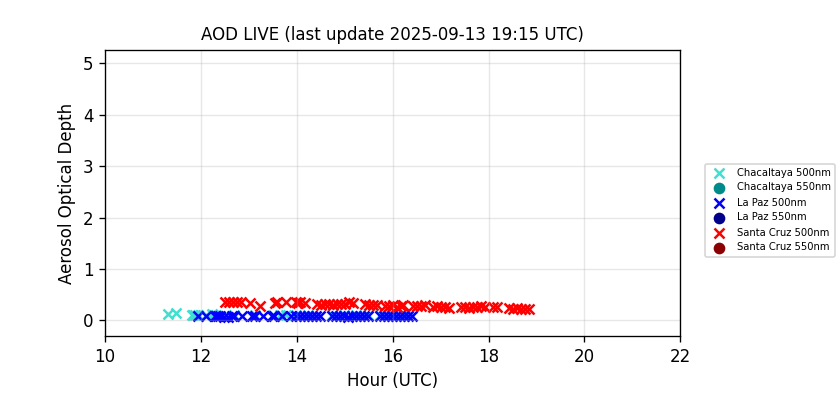 AOD LIVE (last update 2025-09-13 19:15 UTC)
Aerosol Optical Depth
5
4
3
2
1
0
10 12 14 16 18 20 22
Hour (UTC)
Chacaltaya 500nm
Chacaltaya 550nm
La Paz 500nm
La Paz 550nm
Santa Cruz 500nm
Santa Cruz 550nm